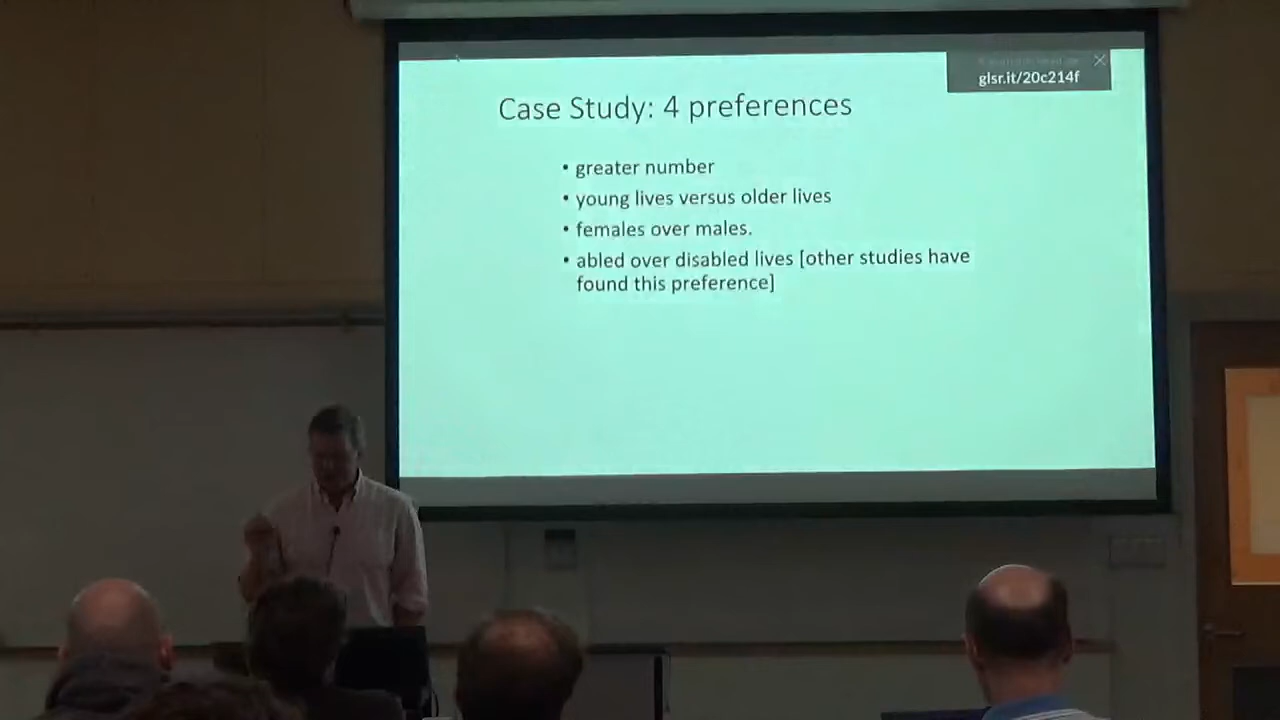 glsr.it/20c214f
Case Study: 4 preferences
• greater number
• young lives versus older lives
• females over males.
• abled over disabled lives [other studies have
found this preference]